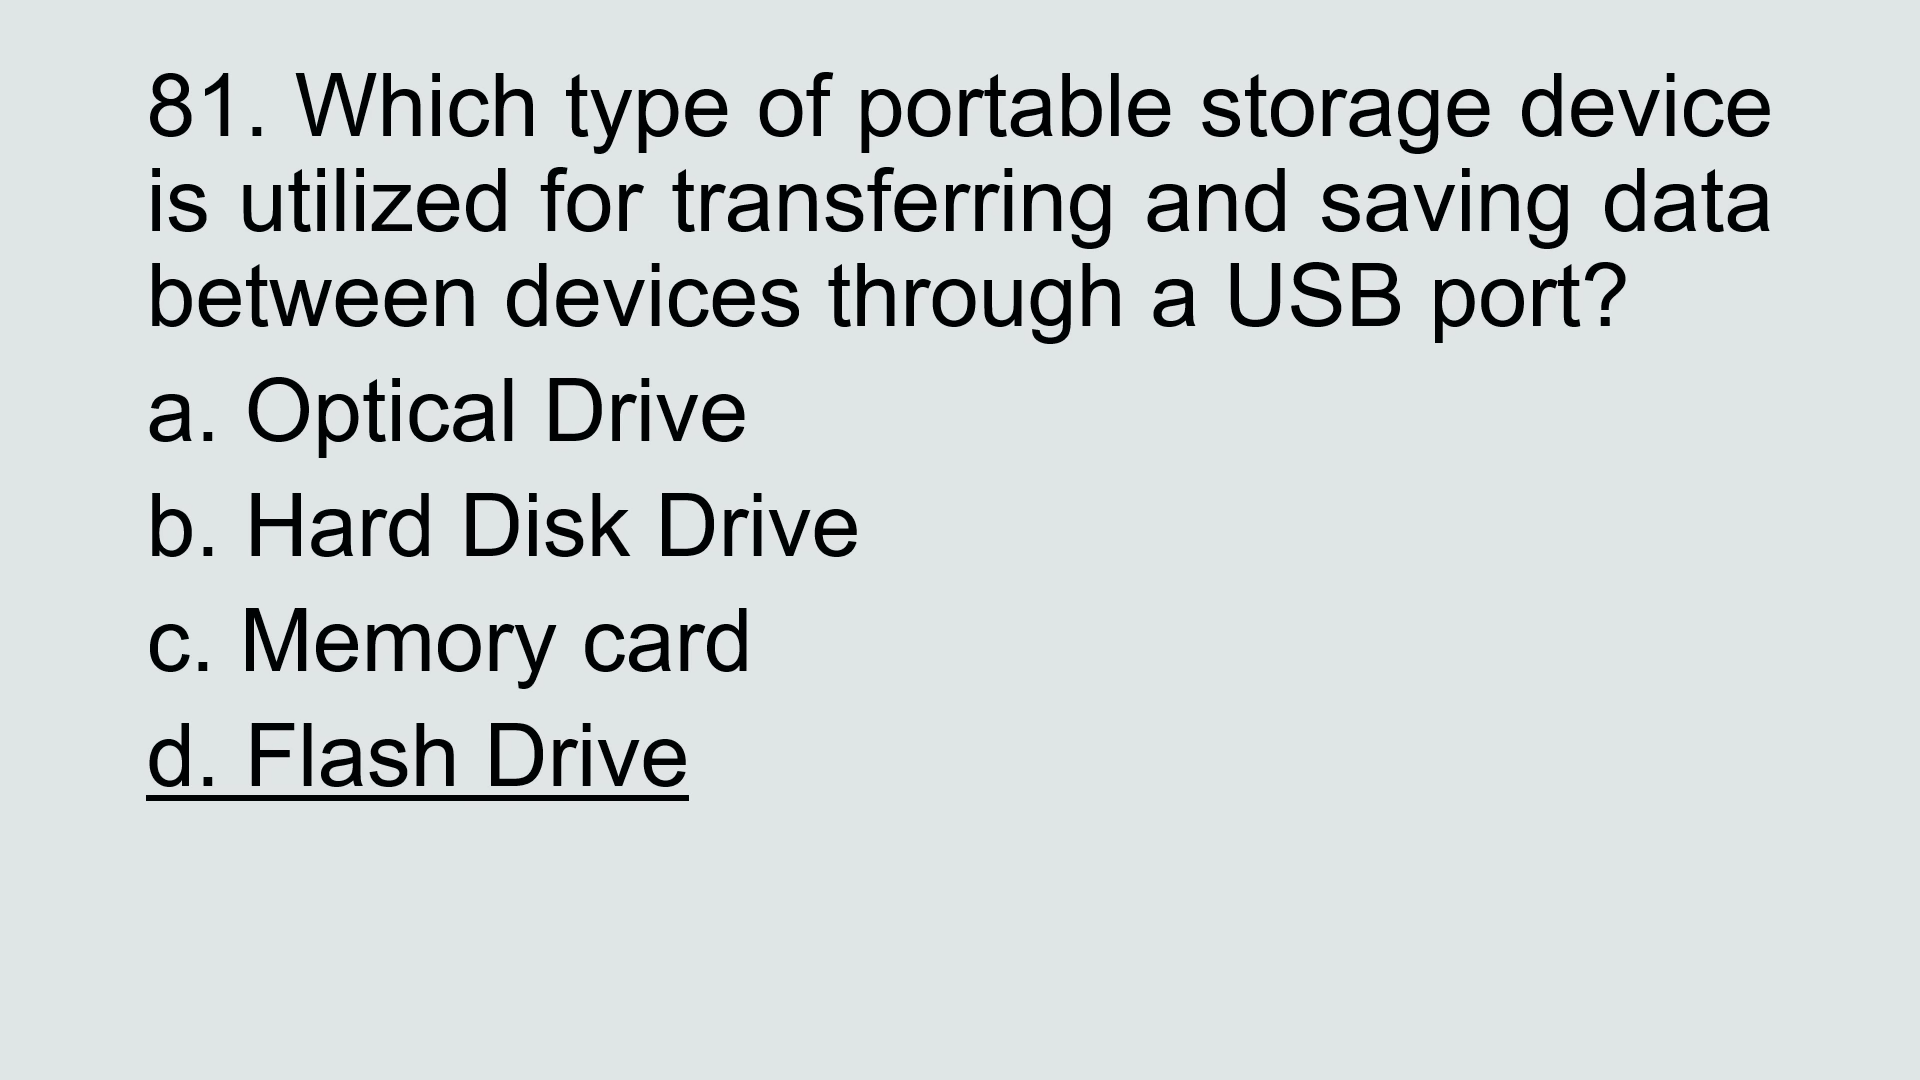 81. Which type of portable storage device
is utilized for transferring and saving data
between devices through a USB port?
a. Optical Drive
b. Hard Disk Drive
c. Memory card
d. Flash Drive